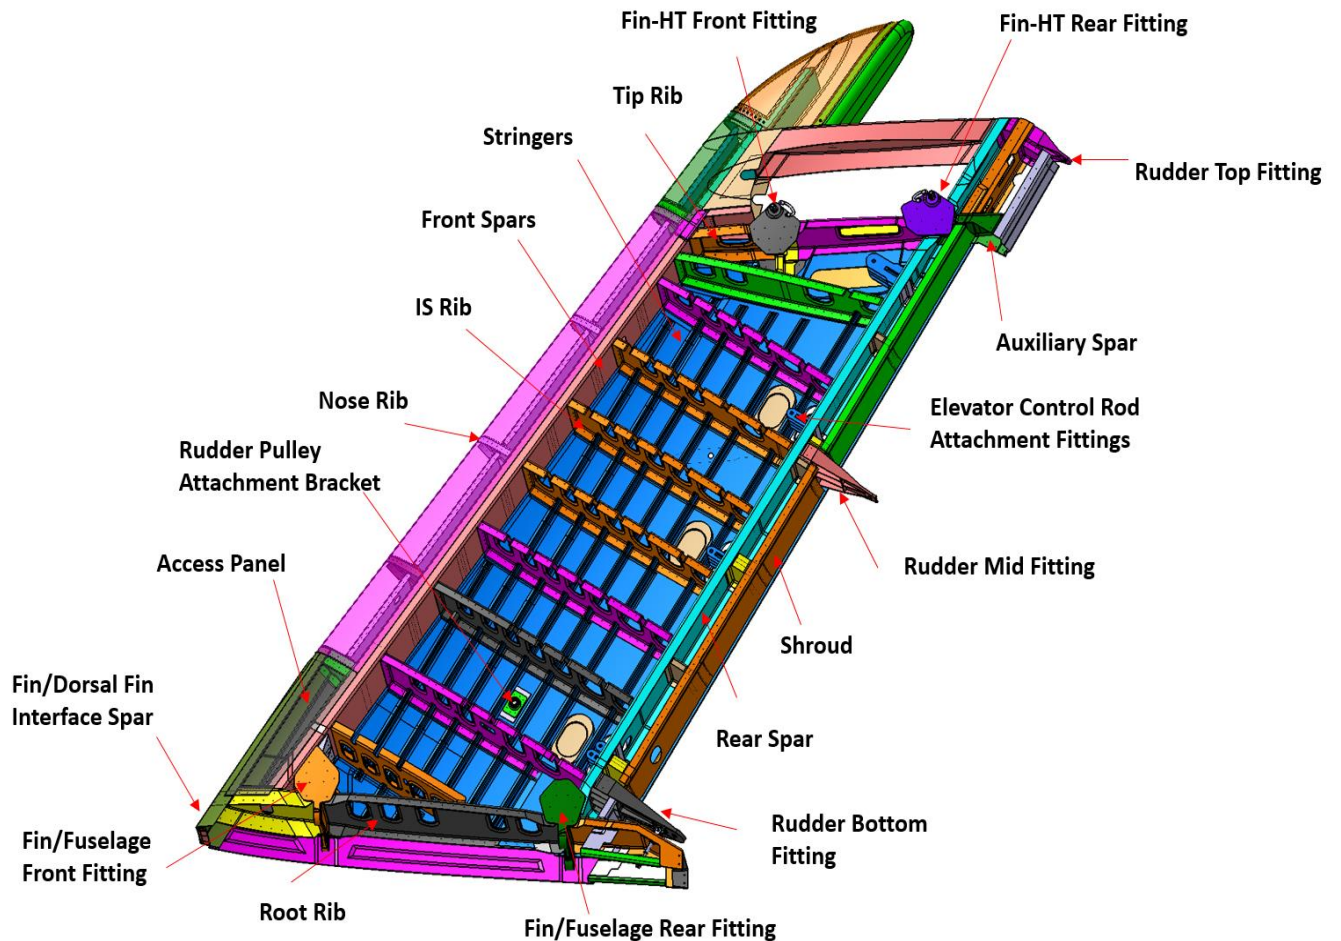 Fin-HT Front Fitting
Fin-HT Rear Fitting
Tip Rib
Stringers
Rudder Top Fitting
Front Spars
IS Rib
Auxiliary Spar
Nose Rib
Elevator Control Rod
Attachment Fittings
Rudder Pulley
Attachment Bracket
Access Panel
Rudder Mid Fitting
Shroud
Fin/Dorsal Fin
Interface Spar
Rear Spar
Rudder Bottom
Fitting
Fin/Fuselage
Front Fitting
Root Rib
Fin/Fuselage Rear Fitting